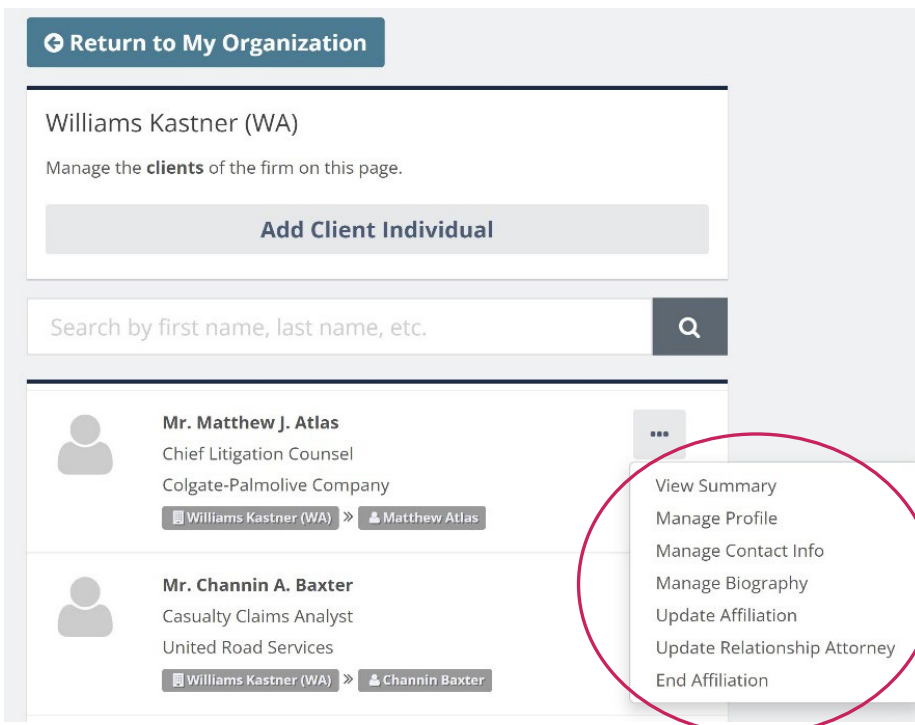 Return to My Organization
Williams Kastner (WA)
Manage the clients of the firm on this page.
Add Client Individual
Search by first name, last name, etc.
Mr. Matthew J. Atlas
Chief Litigation Counsel
Colgate-Palmolive Company
Williams Kastner (WA) » Matthew Atlas
View Summary
Manage Profile
Manage Contact Info
Manage Biography
Update Affiliation
Update Relationship Attorney
End Affiliation
Mr. Channin A. Baxter
Casualty Claims Analyst
United Road Services
Williams Kastner (WA) » Channin Baxter